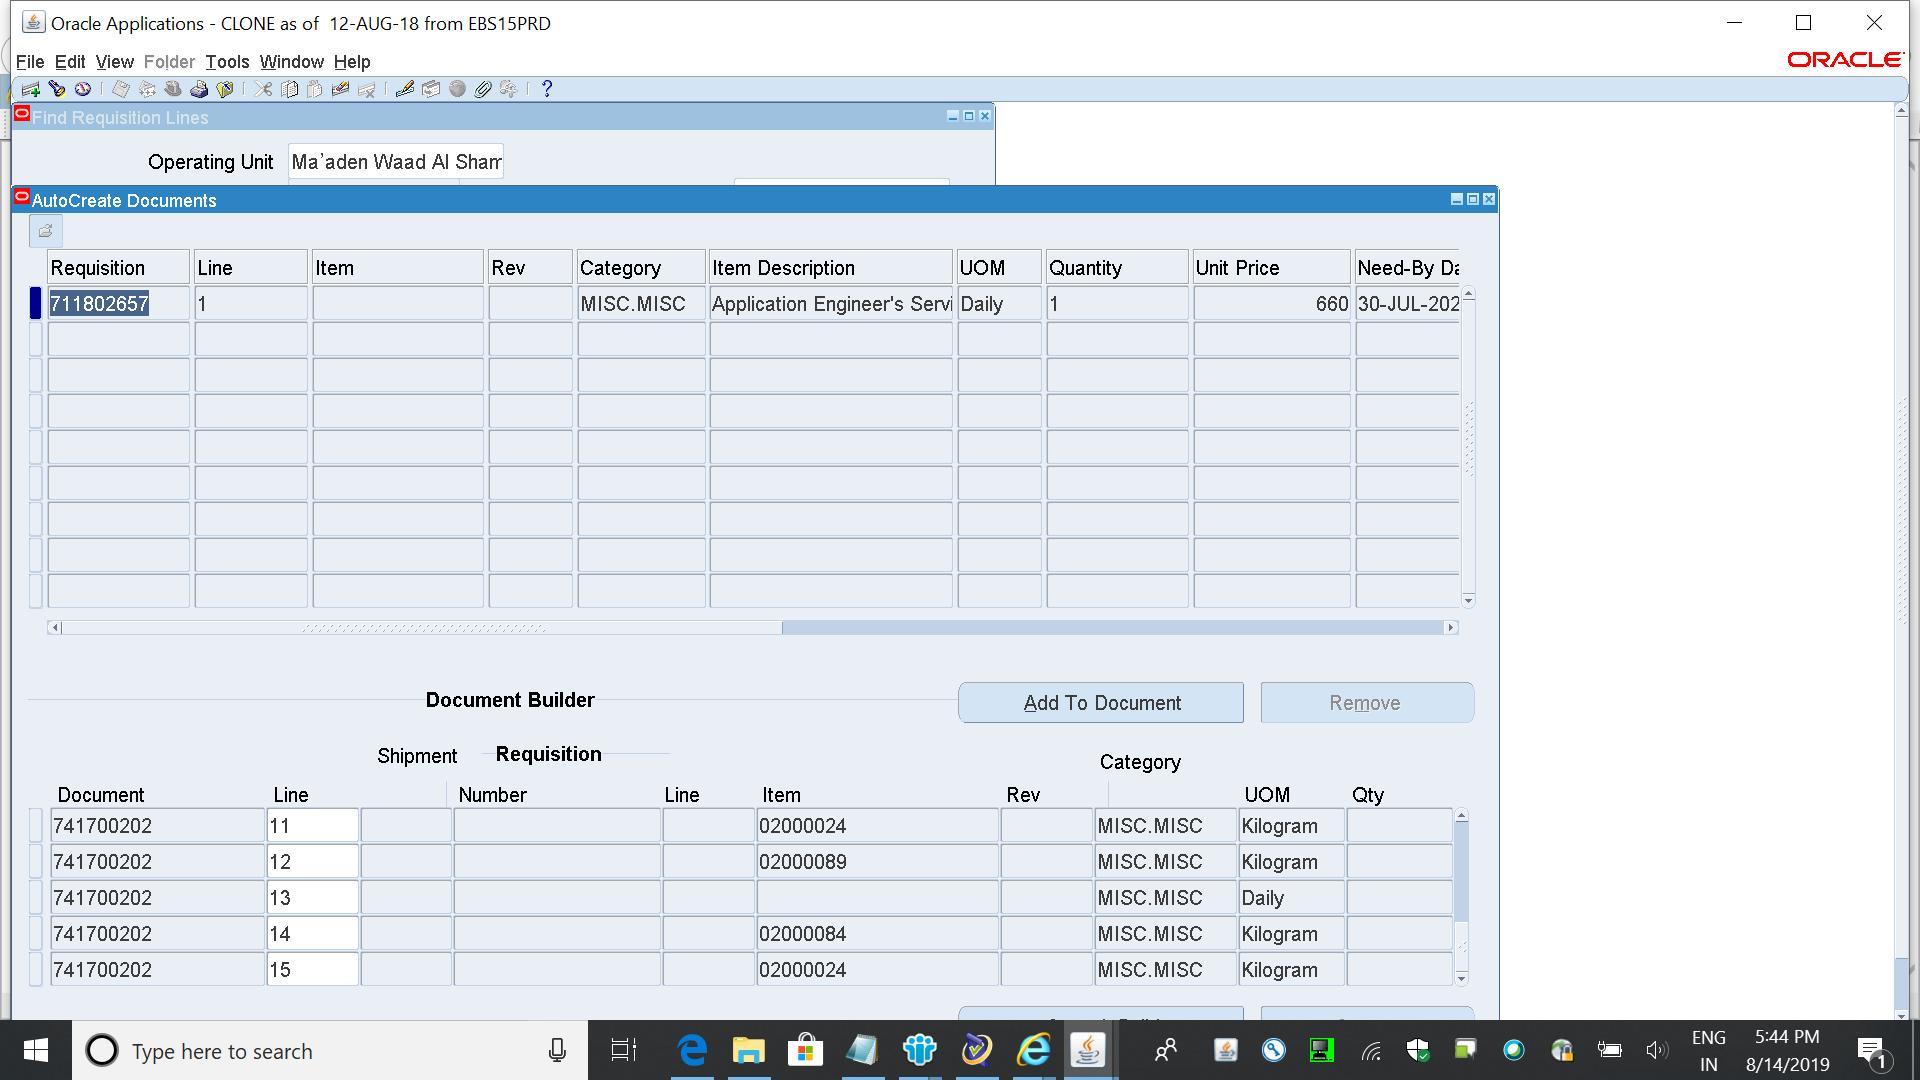 Oracle Applications - CLONE as of  12-AUG-18 from EBS15PRD
File Edit View Folder Tools Window Help
ORACLE
Find Requisition Lines
Operating Unit Ma'aden Waad Al Sham
AutoCreate Documents
Requisition Line Item Rev Category Item Description UOM Quantity Unit Price Need-By Da
711802657 1 MISC.MISC Application Engineer's Servi Daily 1 660 30-JUL-202
Document Builder Add To Document Remove
Shipment Requisition
Category
Document Line Number Line Item Rev UOM Qty
741700202 11 02000024 MISC.MISC Kilogram
741700202 12 02000089 MISC.MISC Kilogram
741700202 13 MISC.MISC Daily
741700202 14 02000084 MISC.MISC Kilogram
741700202 15 02000024 MISC.MISC Kilogram
Type here to search
ENG
IN
5:44 PM
8/14/2019
1